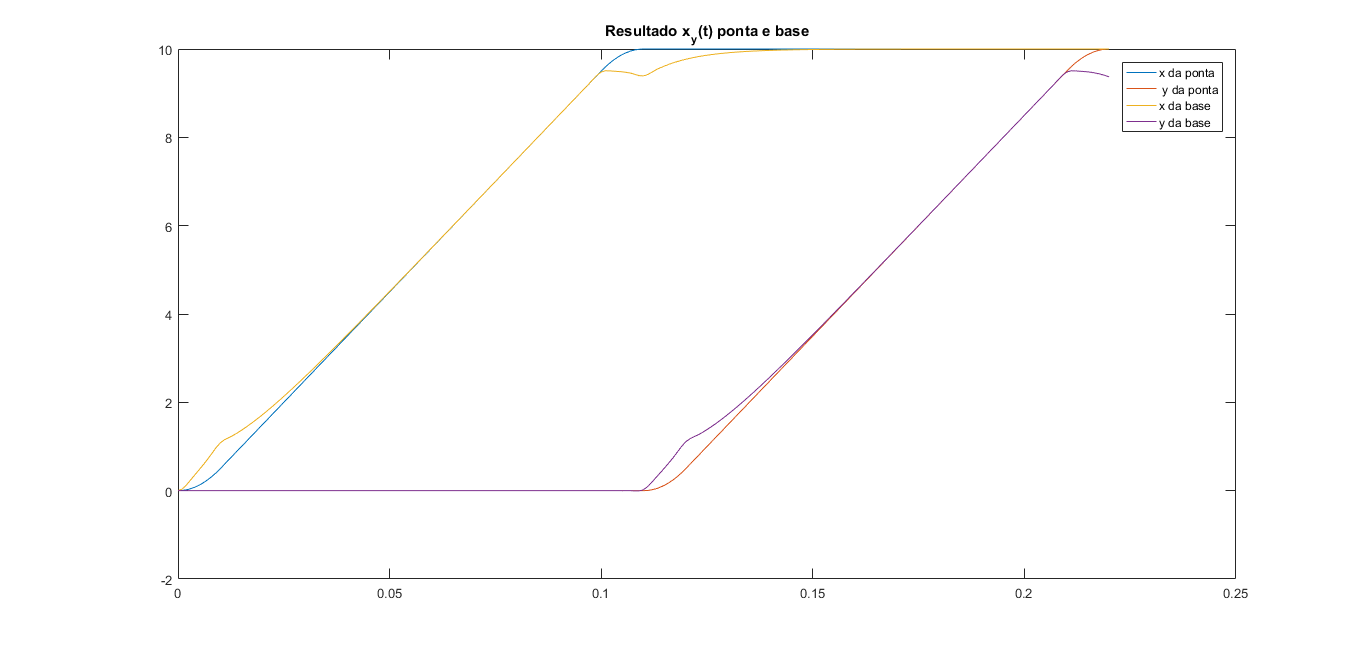 Resultado x_y(t) ponta e base
10
8
6
4
2
0
-2
x da ponta
y da ponta
x da base
y da base
0 0.05 0.1 0.15 0.2 0.25